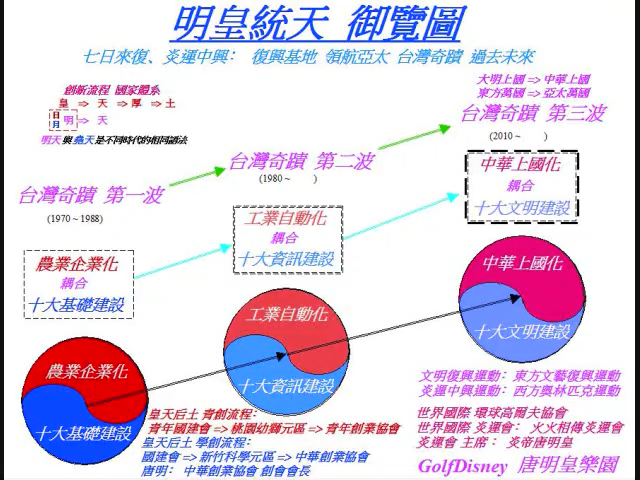 明皇統天 御覽圖
七日來復、炎運中興： 復興基地 領航亞太 台灣奇蹟 過去未來
創新流程 國家體系
皇 => 天 => 厚 => 土
日月 明 => 天
明天 與 堯天 是不同時代的相同語法
大明上國 => 中華上國
東方萬國 => 亞太萬國
台灣奇蹟 第三波
(2010 ~ )
台灣奇蹟 第二波
(1980 ~ )
台灣奇蹟 第一波
(1970 ~ 1988)
中華上國化
耦合
十大文明建設
工業自動化
耦合
十大資訊建設
農業企業化
耦合
十大基礎建設
中華上國化
十大文明建設
工業自動化
十大資訊建設
農業企業化
十大基礎建設
文明復興運動： 東方文藝復興運動
炎運中興運動： 西方奧林匹克運動
皇天后土 育創流程：
青年國建會 => 桃園幼獅元區 => 青年創業協會
皇天后土 學創流程：
國建會 => 新竹科學元區 => 中華創業協會
唐明： 中華創業協會 創會會長
世界國際 環球高爾夫協會
世界國際 炎運會： 火火相傳炎運會
炎運會 主席： 炎帝唐明皇
GolfDisney 唐明皇樂園